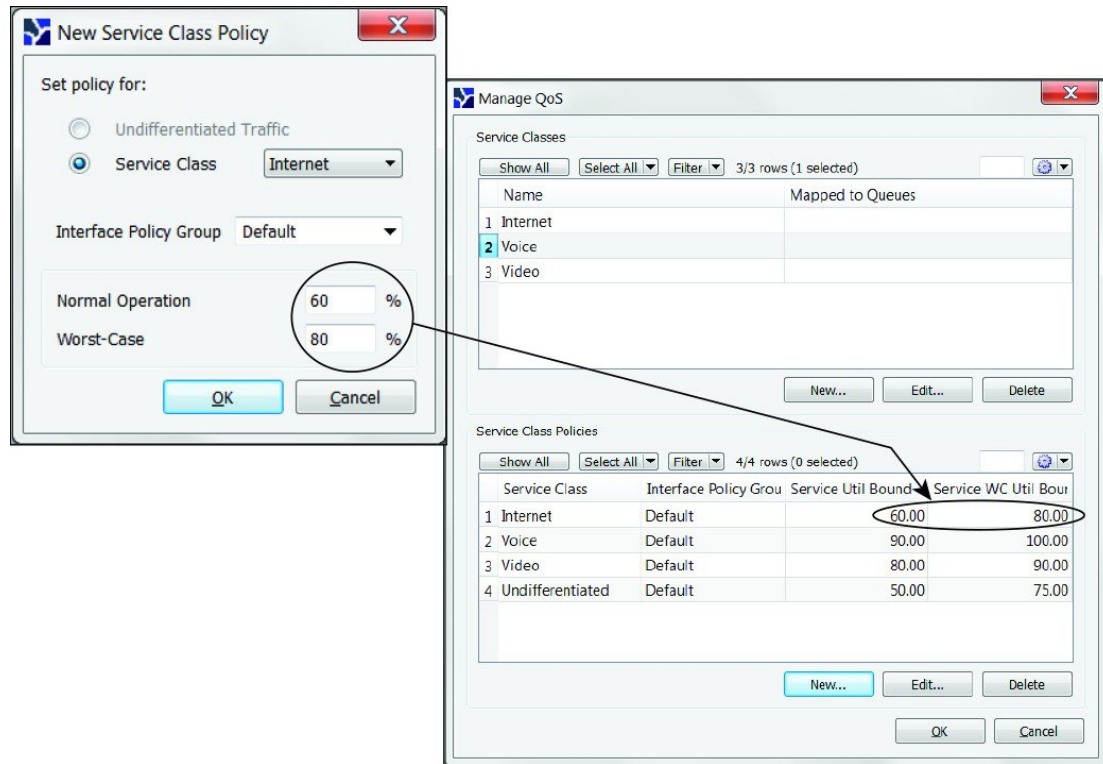 New Service Class Policy
Set policy for:
Undifferentiated Traffic
Service Class Internet
Interface Policy Group Default
Normal Operation 60 %
Worst-Case 80 %
OK Cancel
Manage QoS
Service Classes
Show All Select All Filter 3/3 rows (1 selected)
Name Mapped to Queues
1 Internet
2 Voice
3 Video
New... Edit... Delete
Service Class Policies
Show All Select All Filter 4/4 rows (0 selected)
Service Class Interface Policy Grou Service Util Bound Service WC Util Bour
1 Internet Default 60.00 80.00
2 Voice Default 90.00 100.00
3 Video Default 80.00 90.00
4 Undifferentiated Default 50.00 75.00
New... Edit... Delete
OK Cancel